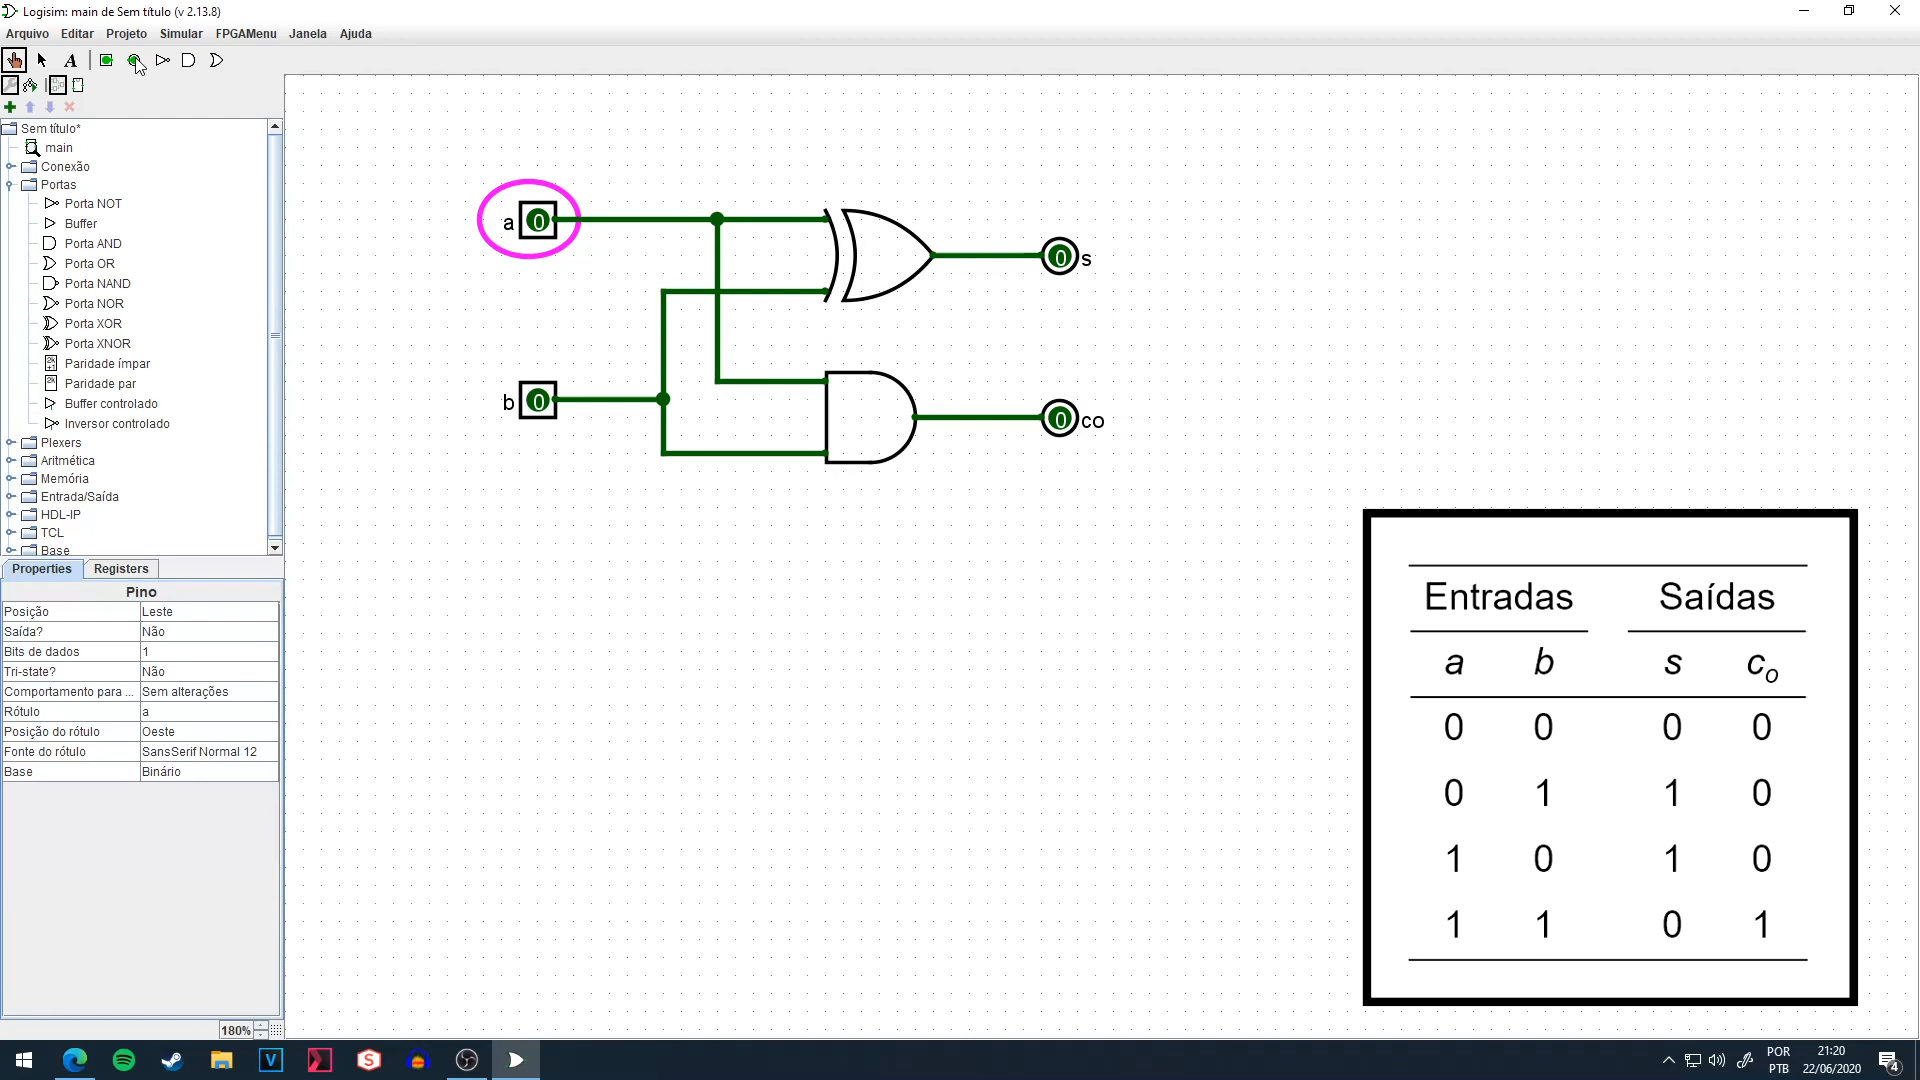 Logisim: main de Sem título (v 2.13.8)
Arquivo Editar Projeto Simular FPGAMenu Janela Ajuda
A
Sem título*
main
Conexão
Portas
Porta NOT
Buffer
Porta AND
Porta OR
Porta NAND
Porta NOR
Porta XOR
Porta XNOR
Paridade ímpar
Paridade par
Buffer controlado
Inversor controlado
Plexers
Aritmética
Memória
Entrada/Saída
HDL-IP
TCL
Base
Properties Registers
Pino
Posição Leste
Saída? Não
Bits de dados 1
Tri-state? Não
Comportamento para ... Sem alterações
Rótulo a
Posição do rótulo Oeste
Fonte do rótulo SansSerif Normal 12
Base Binário
180%
a 0
0 s
b 0
0 co
Entradas Saídas
a b s co
0 0 0 0
0 1 1 0
1 0 1 0
1 1 0 1
V
S
POR
PTB
21:20
22/06/2020
4